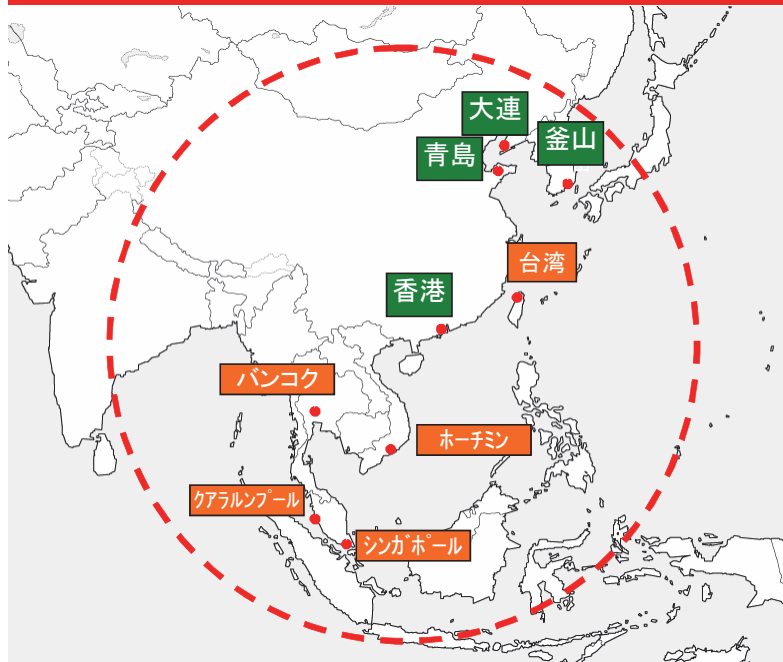 大連
釜山
青島
台湾
香港
バンコク
ホーチミン
クアラルンプール
シンガポール